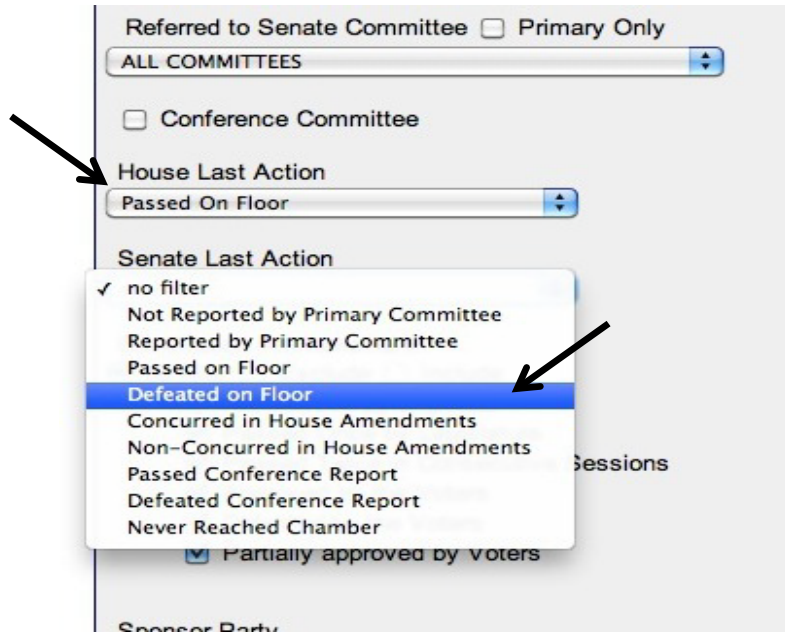 Referred to Senate Committee Primary Only
ALL COMMITTEES
Conference Committee
House Last Action
Passed On Floor
Senate Last Action
✓ no filter
Not Reported by Primary Committee
Reported by Primary Committee
Passed on Floor
Defeated on Floor
Concurred in House Amendments
Non-Concurred in House Amendments
Passed Conference Report
Sessions
Defeated Conference Report
Never Reached Chamber
Partially approved by Voters
Sponsor Party